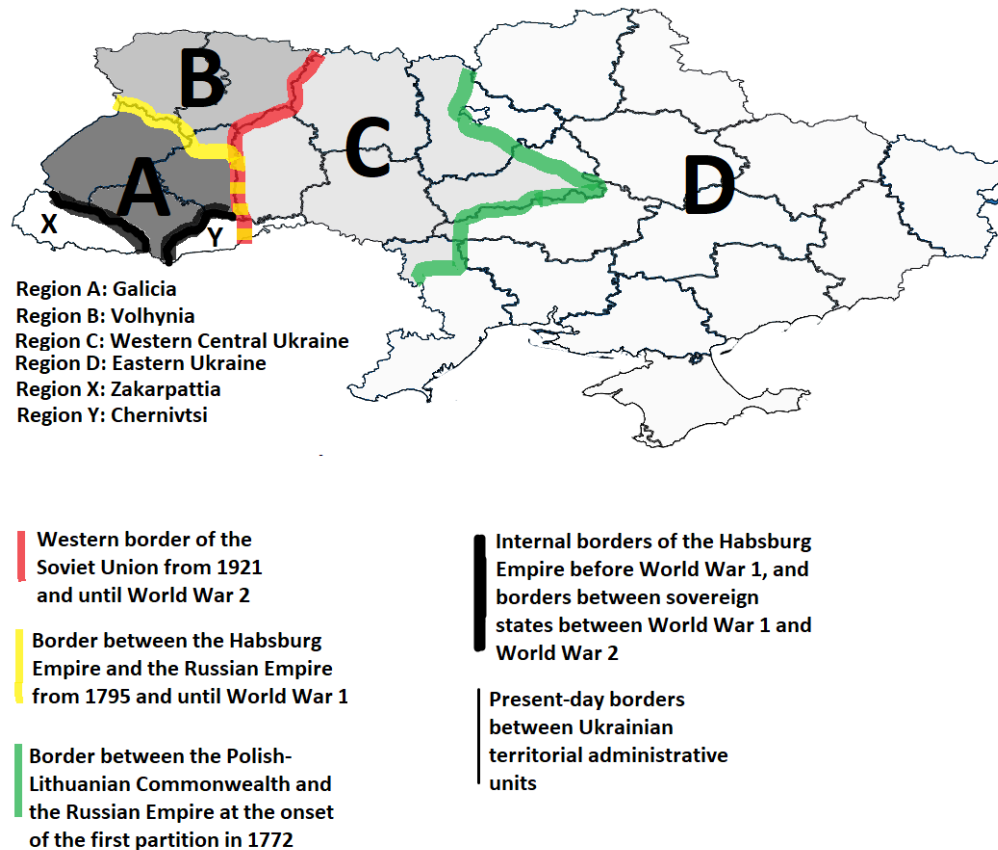 B
C
A
D
X
Y
Region A: Galicia
Region B: Volhynia
Region C: Western Central Ukraine
Region D: Eastern Ukraine
Region X: Zakarpattia
Region Y: Chernivtsi
Western border of the
Soviet Union from 1921
and until World War 2
Border between the Habsburg
Empire and the Russian Empire
from 1795 and until World War 1
Border between the Polish-
Lithuanian Commonwealth and
the Russian Empire at the onset
of the first partition in 1772
Internal borders of the Habsburg
Empire before World War 1, and
borders between sovereign
states between World War 1 and
World War 2
Present-day borders
between Ukrainian
territorial administrative
units